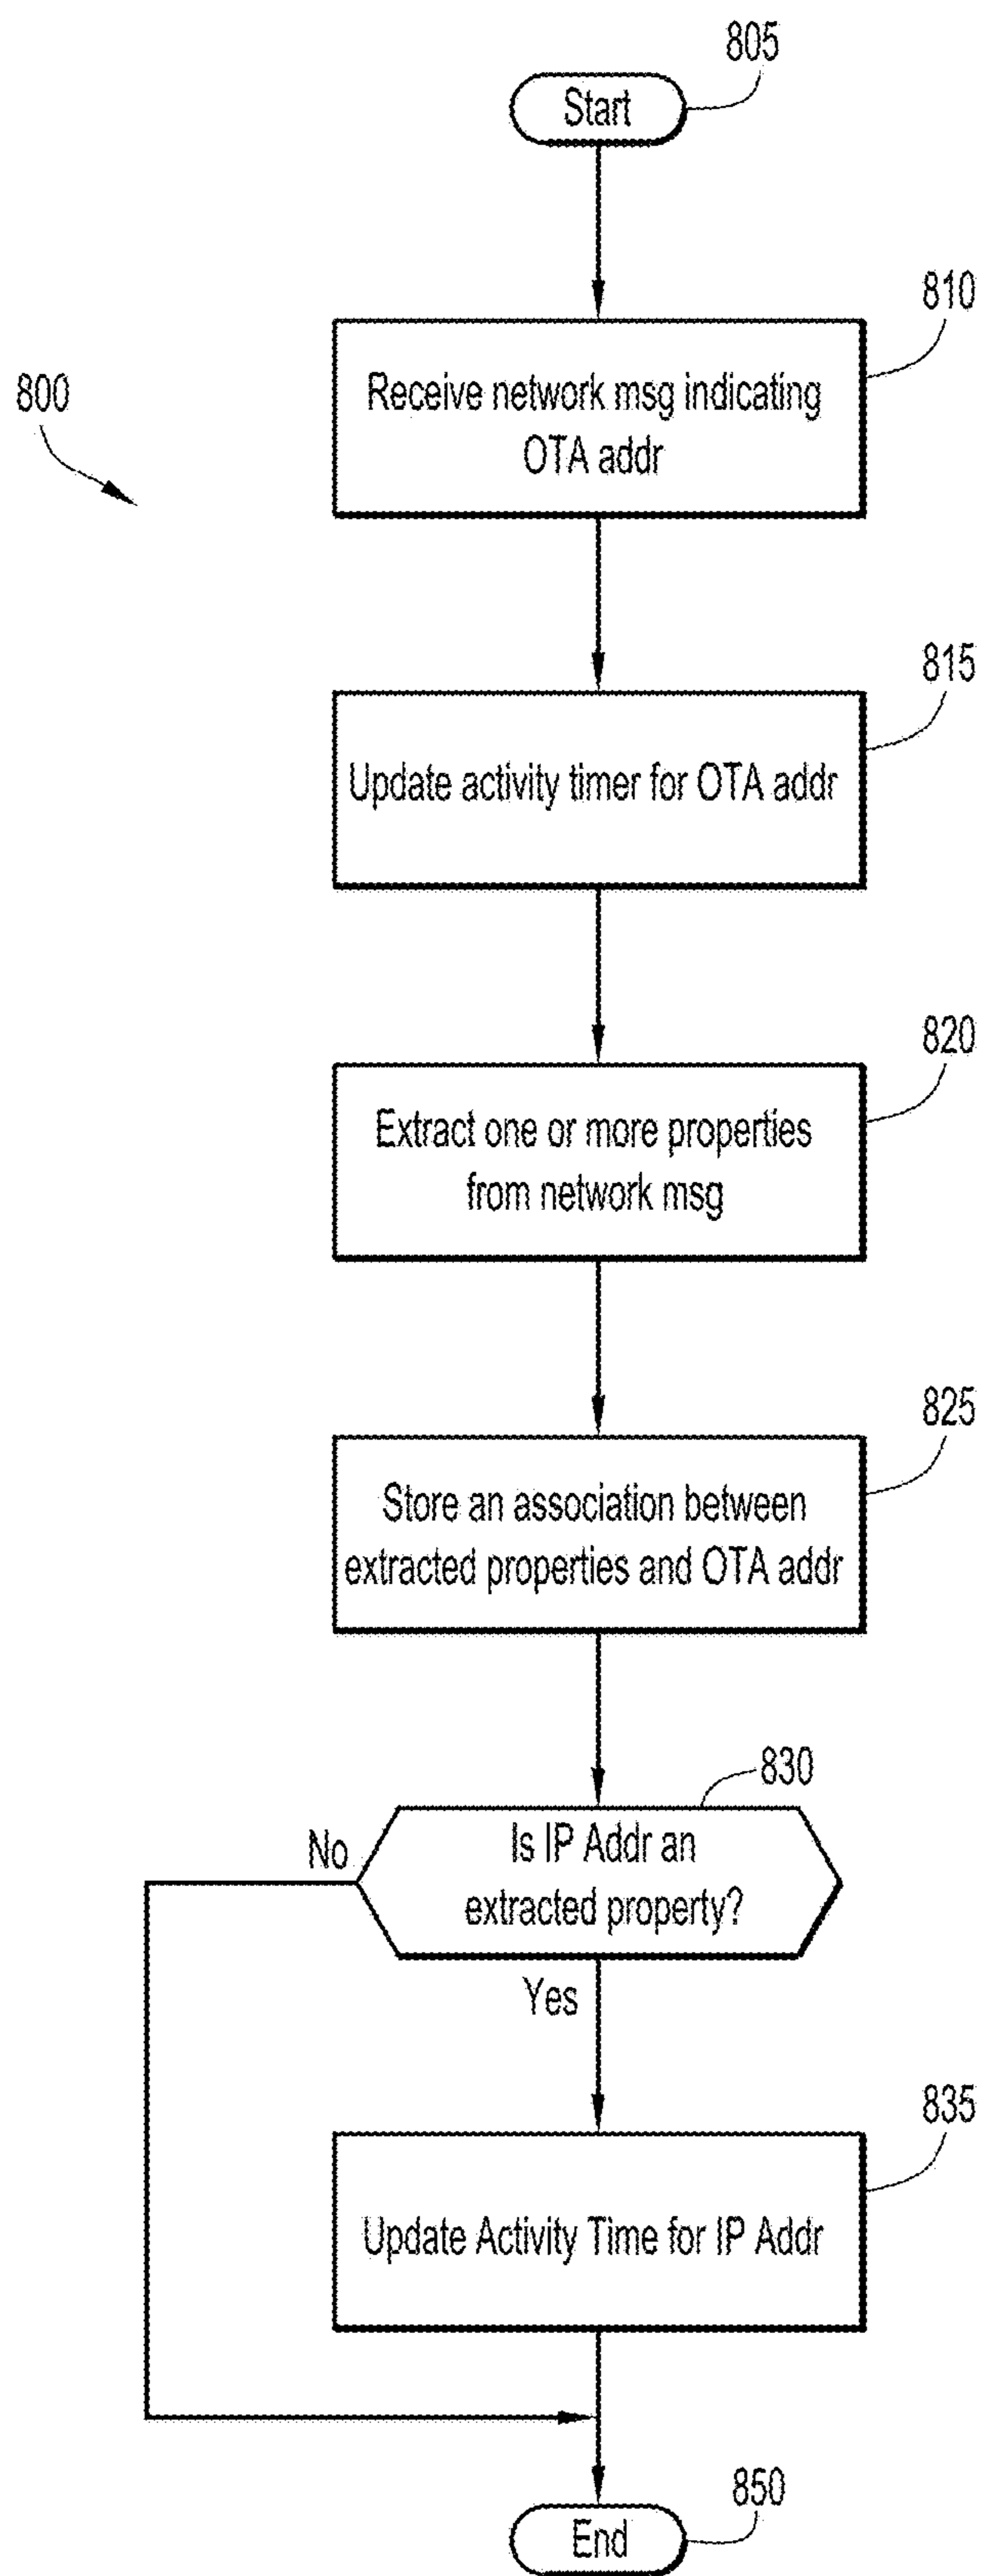 805
Start
810
800
Receive network msg indicating
OTA addr
815
Update activity timer for OTA addr
820
Extract one or more properties
from network msg
825
Store an association between
extracted properties and OTA addr
830
No
Is IP Addr an
extracted property?
Yes
835
Update Activity Time for IP Addr
850
End